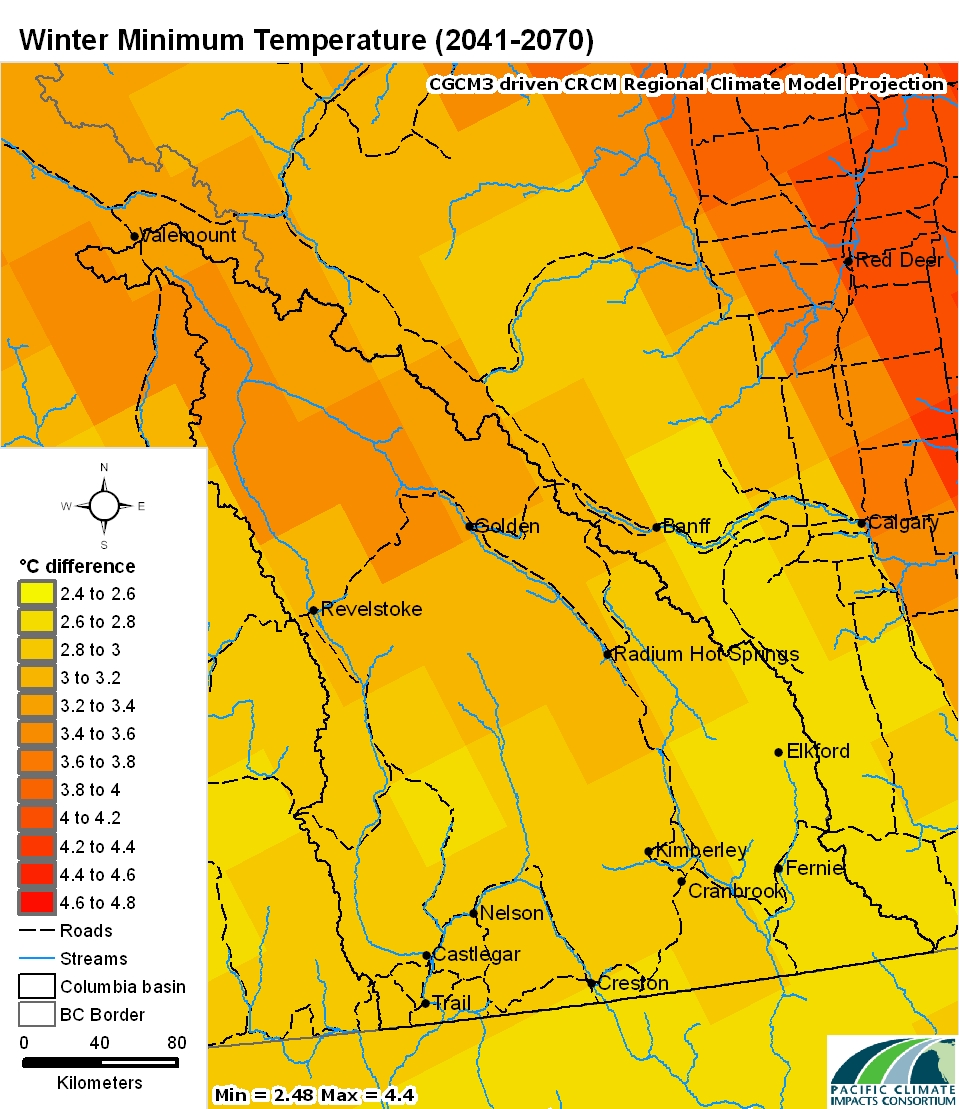 Winter Minimum Temperature (2041-2070)
CGCM3 driven CRCM Regional Climate Model Projection
Valemount
Red Deer
Golden
Banff
Calgary
Revelstoke
Radium Hot Springs
Elkford
Kimberley
Fernie
Cranbrook
Nelson
Castlegar
Creston
Trail
N
W E
S
°C difference
2.4 to 2.6
2.6 to 2.8
2.8 to 3
3 to 3.2
3.2 to 3.4
3.4 to 3.6
3.6 to 3.8
3.8 to 4
4 to 4.2
4.2 to 4.4
4.4 to 4.6
4.6 to 4.8
Roads
Streams
Columbia basin
BC Border
0 40 80
Kilometers
Min = 2.48 Max = 4.4
PACIFIC CLIMATE
IMPACTS CONSORTIUM